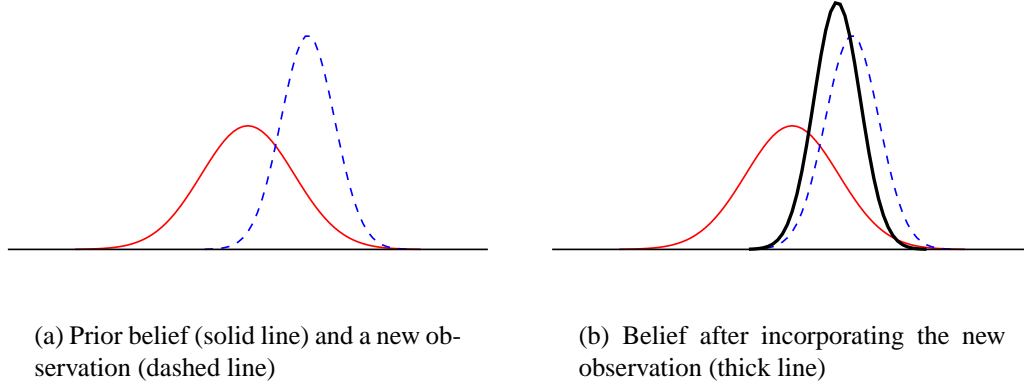 (a) Prior belief (solid line) and a new ob-
servation (dashed line)
(b) Belief after incorporating the new
observation (thick line)